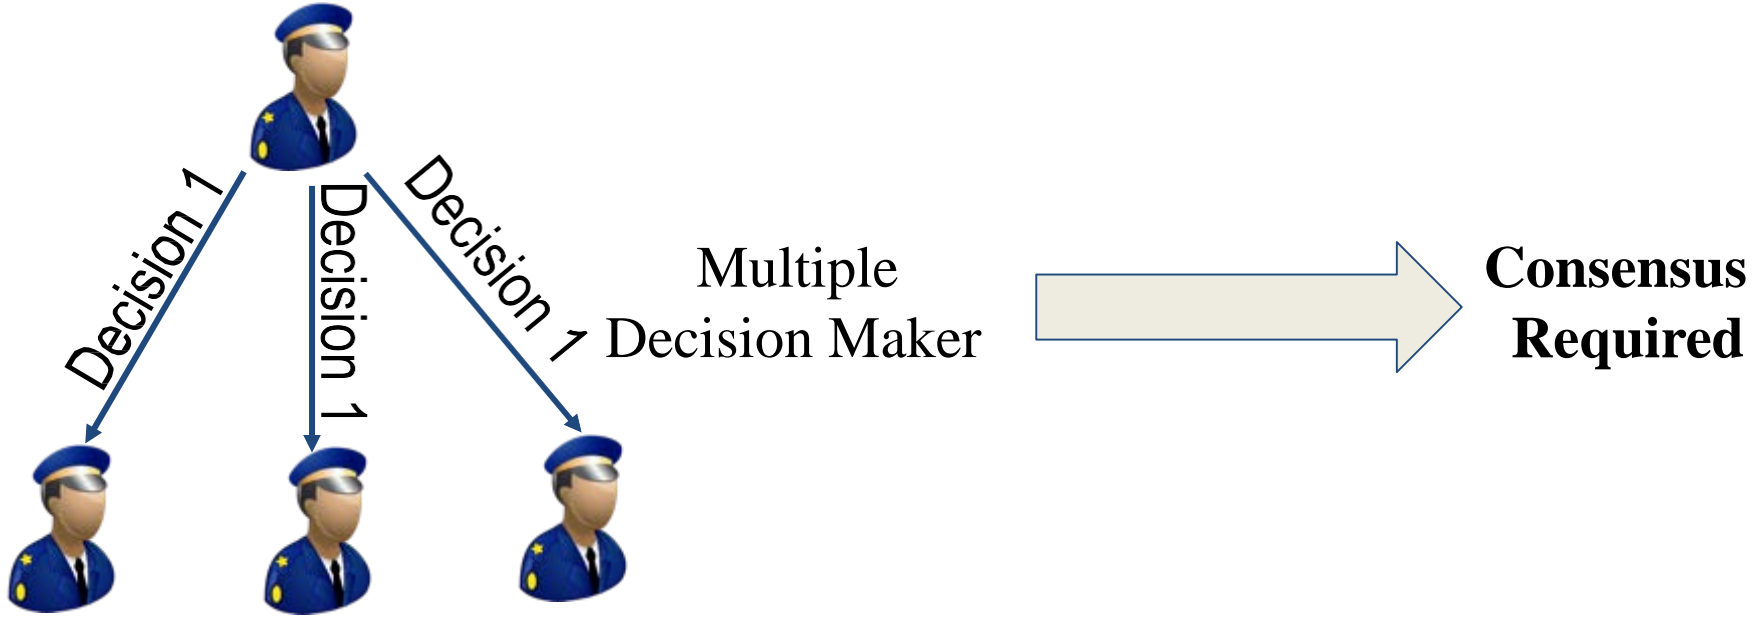 Decision 1
Decision 1
Decision 1
Multiple
Decision Maker
Consensus
Required